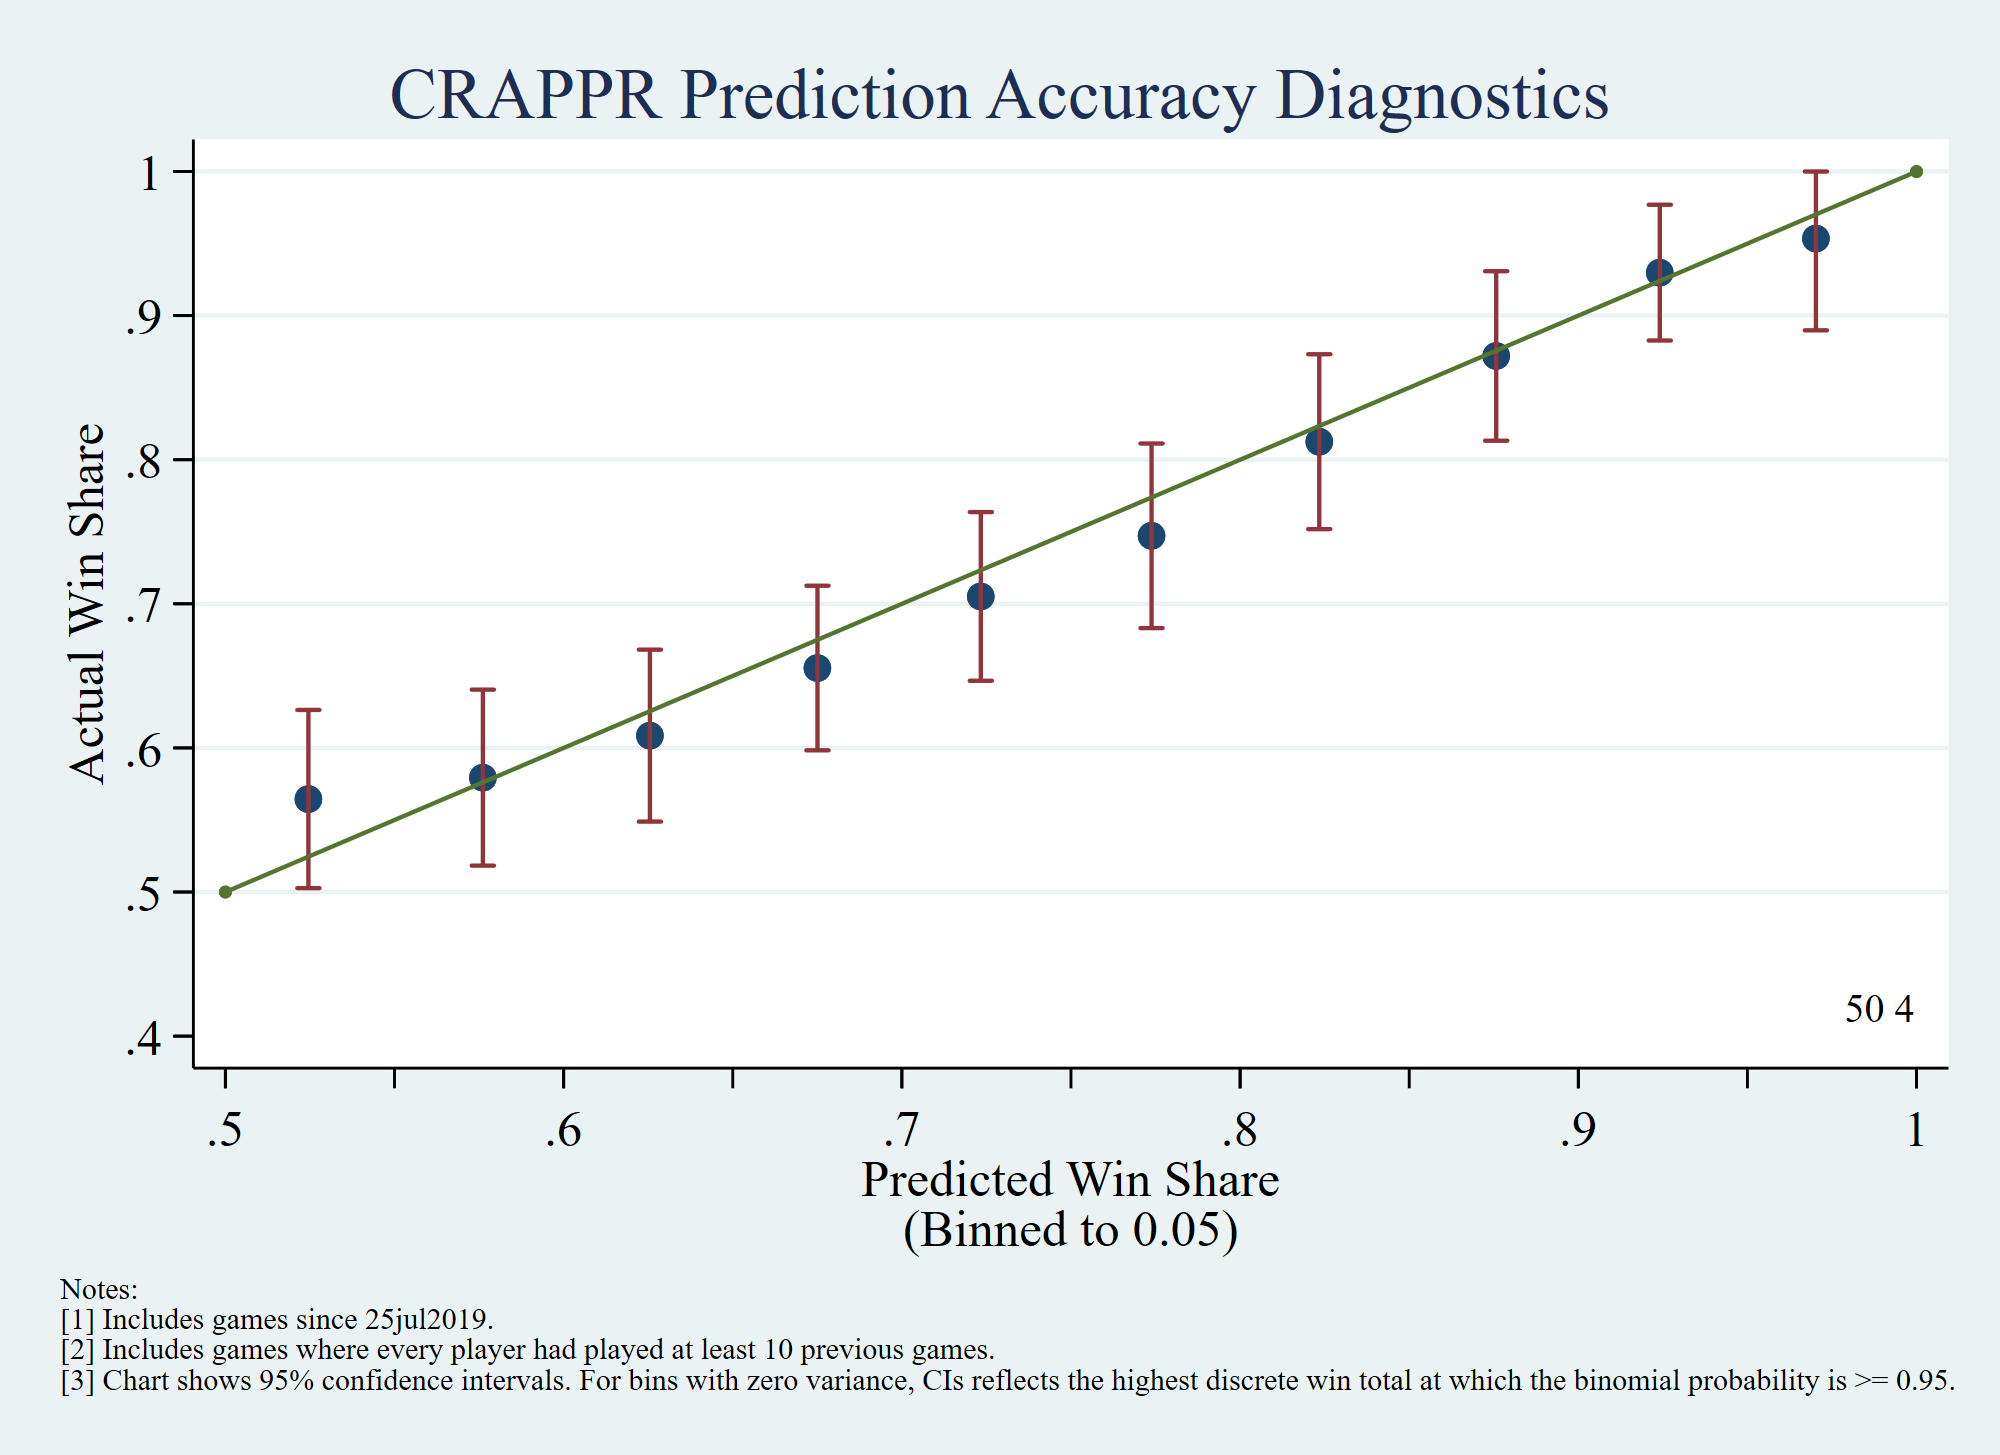 CRAPPR Prediction Accuracy Diagnostics
1
.9
.8
.7
.6
.5
.4
Actual Win Share
50 4
.5 .6 .7 .8 .9 1
Predicted Win Share
(Binned to 0.05)
Notes:
[1] Includes games since 25jul2019.
[2] Includes games where every player had played at least 10 previous games.
[3] Chart shows 95% confidence intervals. For bins with zero variance, CIs reflects the highest discrete win total at which the binomial probability is >= 0.95.